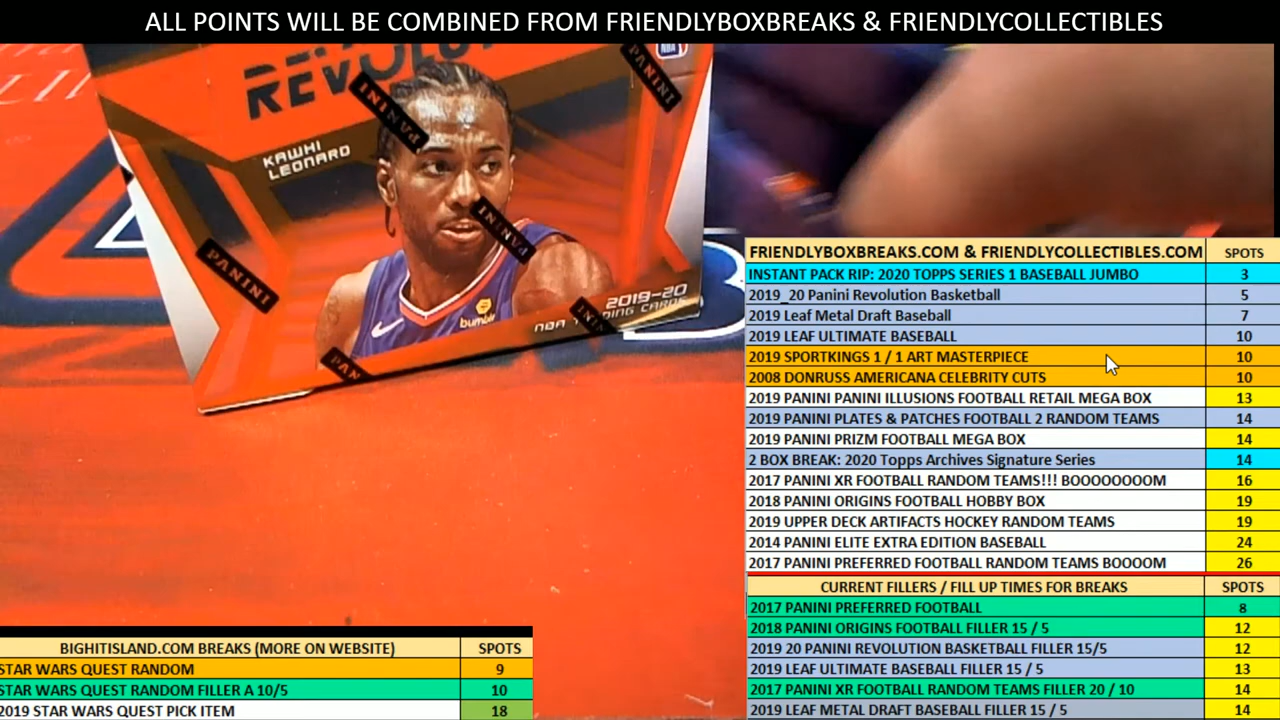 ALL POINTS WILL BE COMBINED FROM FRIENDLYBOXBREAKS & FRIENDLYCOLLECTIBLES
REVOLUT
NBA
KAWHI
LEONARD
PANINI
PANINI
PANINI
PANINI
INI
PAN
bumble
2019-20
NBA
DING CARDS
FRIENDLYBOXBREAKS.COM & FRIENDLYCOLLECTIBLES.COM SPOTS
INSTANT PACK RIP: 2020 TOPPS SERIES 1 BASEBALL JUMBO 3
2019_20 Panini Revolution Basketball 5
2019 Leaf Metal Draft Baseball 7
2019 LEAF ULTIMATE BASEBALL 10
2019 SPORTKINGS 1 / 1 ART MASTERPIECE 10
2008 DONRUSS AMERICANA CELEBRITY CUTS 10
2019 PANINI PANINI ILLUSIONS FOOTBALL RETAIL MEGA BOX 13
2019 PANINI PLATES & PATCHES FOOTBALL 2 RANDOM TEAMS 14
2019 PANINI PRIZM FOOTBALL MEGA BOX 14
2 BOX BREAK: 2020 Topps Archives Signature Series 14
2017 PANINI XR FOOTBALL RANDOM TEAMS!!! BOOOOOOOOM 16
2018 PANINI ORIGINS FOOTBALL HOBBY BOX 19
2019 UPPER DECK ARTIFACTS HOCKEY RANDOM TEAMS 19
2014 PANINI ELITE EXTRA EDITION BASEBALL 24
2017 PANINI PREFERRED FOOTBALL RANDOM TEAMS BOOOOM 26
CURRENT FILLERS / FILL UP TIMES FOR BREAKS SPOTS
2017 PANINI PREFERRED FOOTBALL 8
2018 PANINI ORIGINS FOOTBALL FILLER 15 / 5 12
2019 20 PANINI REVOLUTION BASKETBALL FILLER 15/5 12
2019 LEAF ULTIMATE BASEBALL FILLER 15 / 5 13
2017 PANINI XR FOOTBALL RANDOM TEAMS FILLER 20 / 10 14
2019 LEAF METAL DRAFT BASEBALL FILLER 15 / 5 14
BIGHITISLAND.COM BREAKS (MORE ON WEBSITE) SPOTS
STAR WARS QUEST RANDOM 9
STAR WARS QUEST RANDOM FILLER A 10/5 10
2019 STAR WARS QUEST PICK ITEM 18